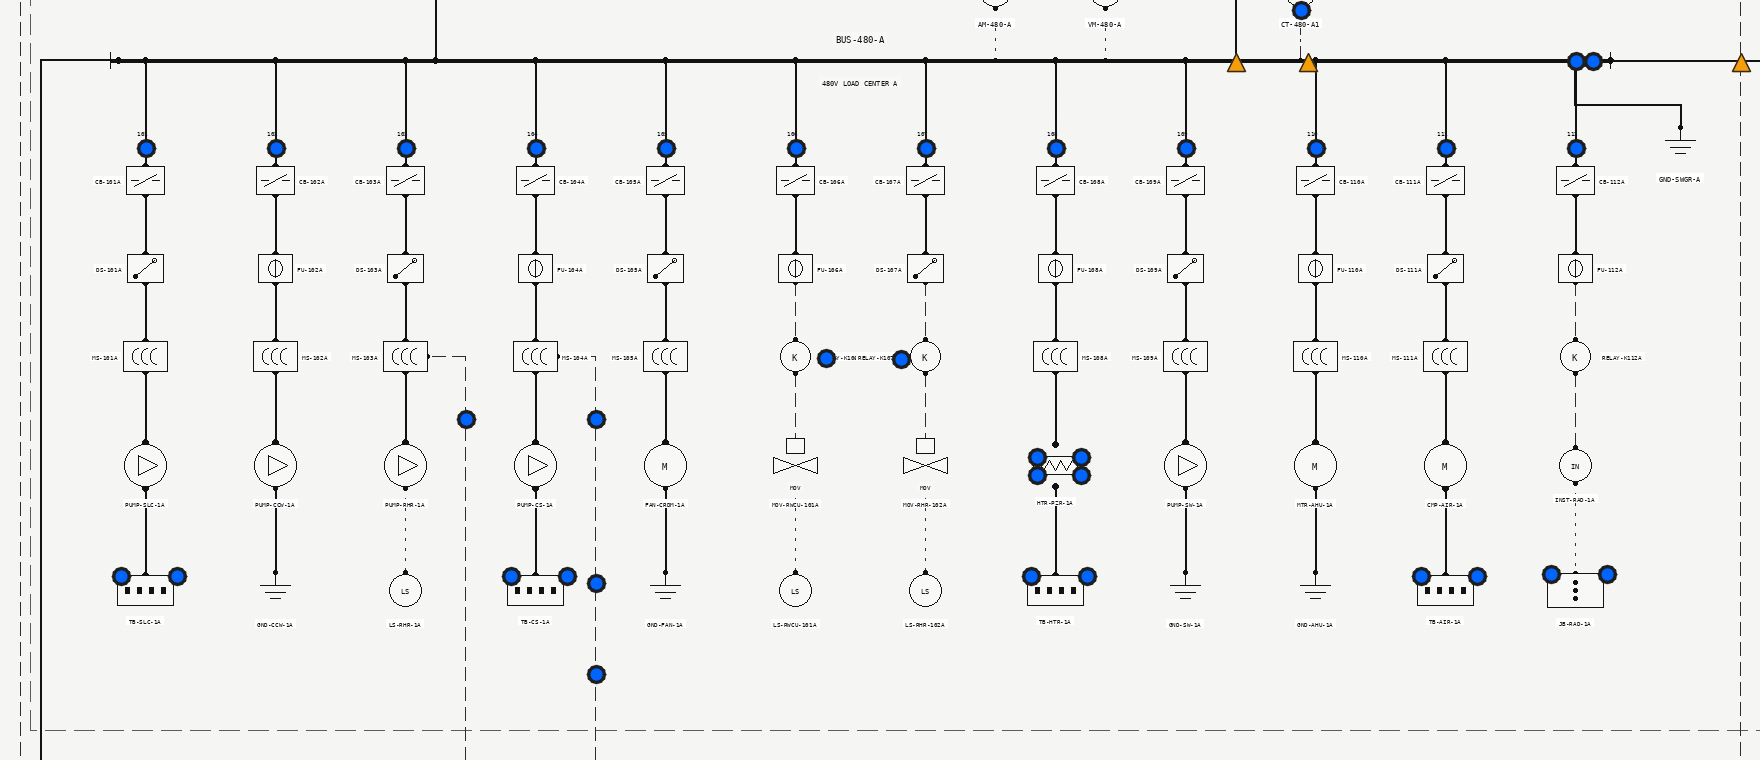 AM-480-A VM-480-A CT-480-A1
BUS-480-A
480V LOAD CENTER A
CB-101A CB-102A CB-103A CB-104A CB-105A CB-106A CB-107A CB-108A CB-109A CB-110A CB-111A CB-112A
DS-101A FU-102A DS-103A FU-104A DS-105A FU-106A DS-107A FU-108A DS-109A FU-110A DS-111A FU-112A
GND-SWGR-A
MS-101A MS-102A MS-103A MS-104A MS-105A K K MS-108A MS-109A MS-110A MS-111A K RELAY-K112A
M M M IN
MOV MOV
PUMP-SLC-1A PUMP-CCW-1A PUMP-RHR-1A PUMP-CS-1A FAN-CRDM-1A MOV-RWCU-101A MOV-RHR-102A HTR-PZR-1A PUMP-SW-1A MTR-AHU-1A CMP-AIR-1A INST-RAD-1A
LS LS LS
TB-SLC-1A GND-CCW-1A LS-RHR-1A TB-CS-1A GND-FAN-1A LS-RWCU-101A LS-RHR-102A TB-HTR-1A GND-SW-1A GND-AHU-1A TB-AIR-1A JB-RAD-1A